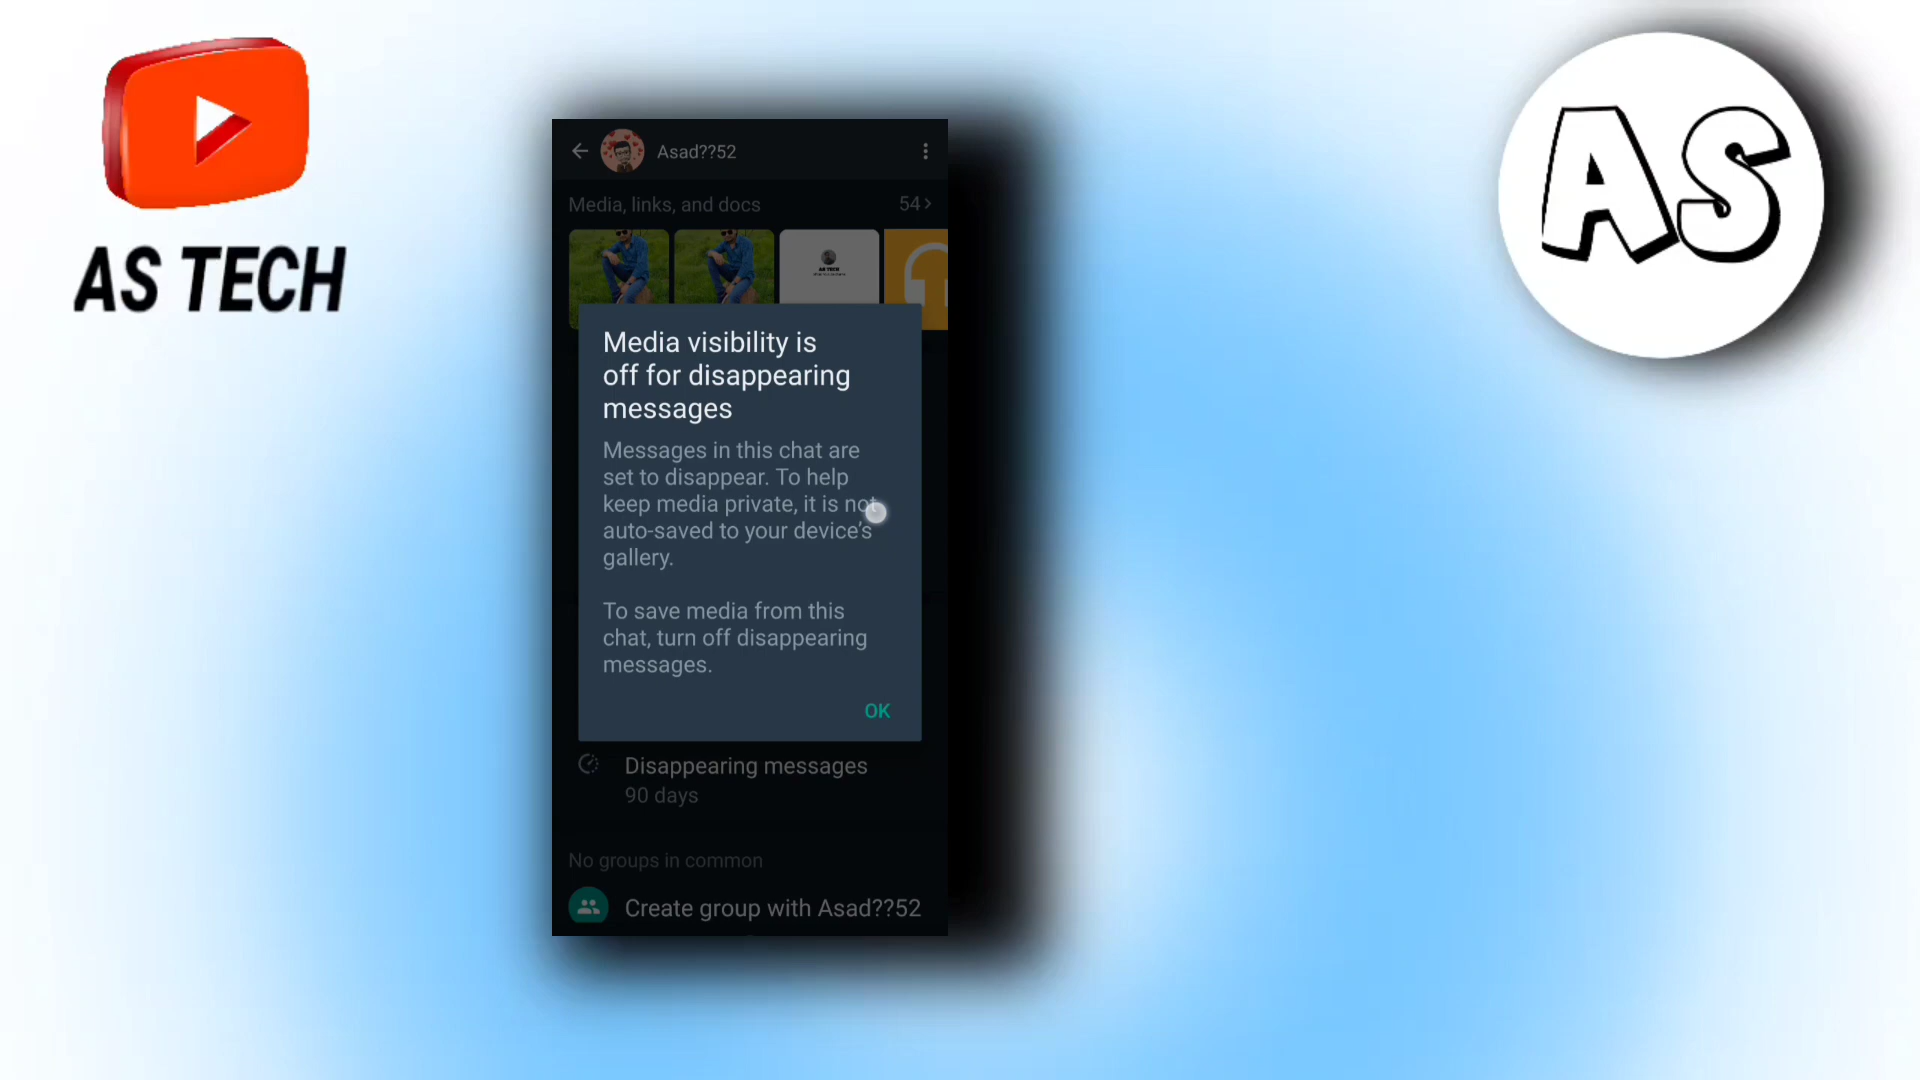 AS TECH
AS
Asad??52
Media, links, and docs 54
AS TECH
Media visibility is
off for disappearing
messages
Messages in this chat are
set to disappear. To help
keep media private, it is not
auto-saved to your device's
gallery.
To save media from this
chat, turn off disappearing
messages.
OK
Disappearing messages
90 days
No groups in common
Create group with Asad??52